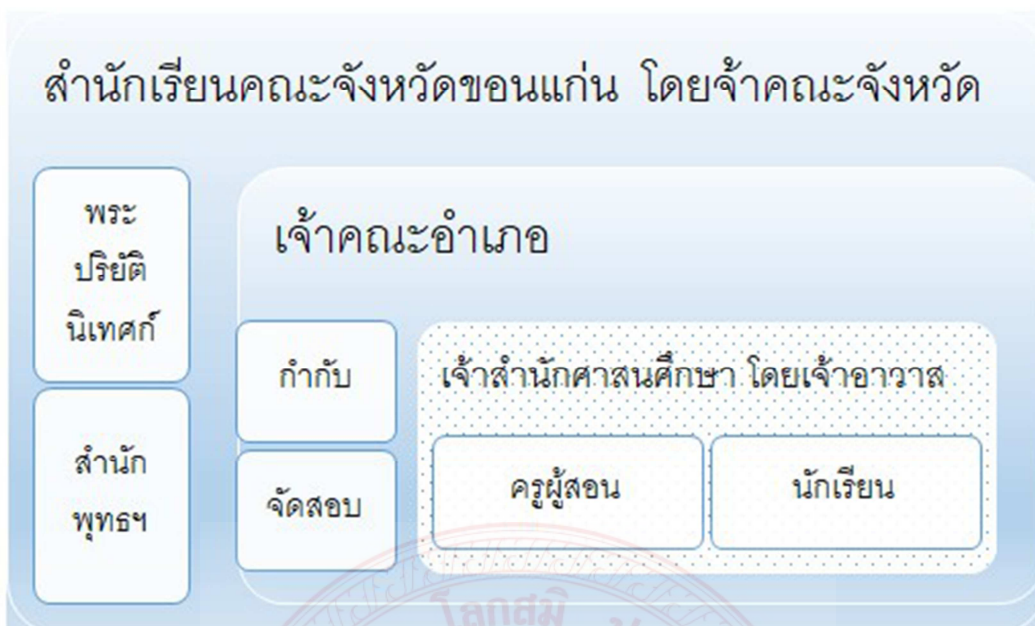 สำนักเรียนคณะจังหวัดขอนแก่น โดยจ้าคณะจังหวัด
พระ
ปริยัติ
นิเทศก์
สำนัก
พุทธฯ
เจ้าคณะอำเภอ
กำกับ
จัดสอบ
เจ้าสำนักศาสนศึกษา โดยเจ้าอาวาส
ครูผู้สอน
นักเรียน
โลกสฺมิ